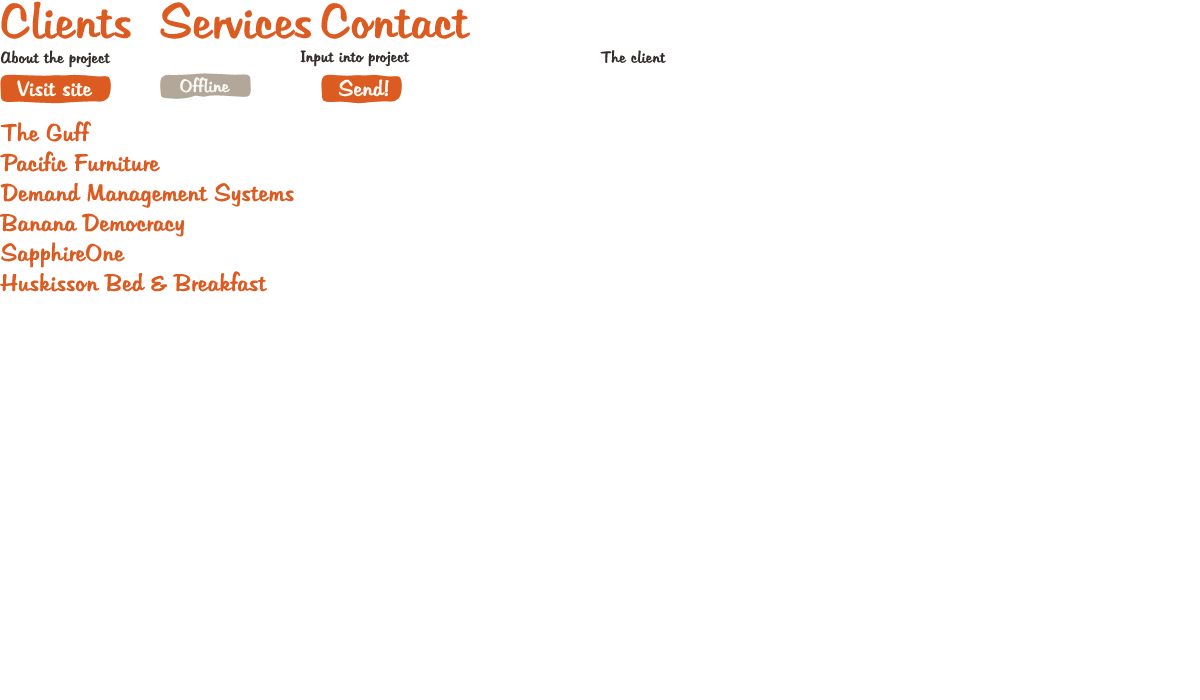 Clients Services Contact
About the project Input into project The client
Visit site Offline Send!
The Guff
Pacific Furniture
Demand Management Systems
Banana Democracy
SapphireOne
Huskisson Bed & Breakfast